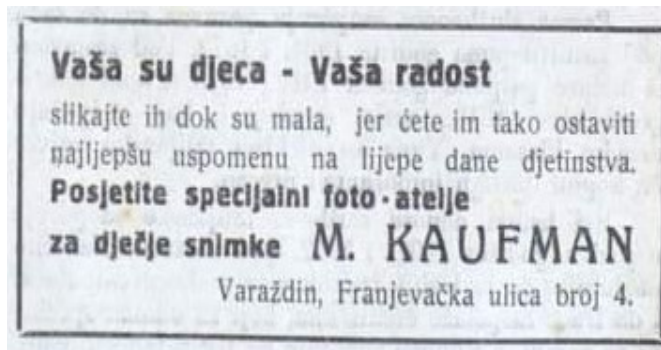 Vaša su djeca - Vaša radost
slikajte ih dok su mala, jer ćete im tako ostaviti
najljepšu uspomenu na lijepe dane djetinstva.
Posjetite specijalni foto-atelje
za dječje snimke M. KAUFMAN
Varaždin, Franjevačka ulica broj 4.